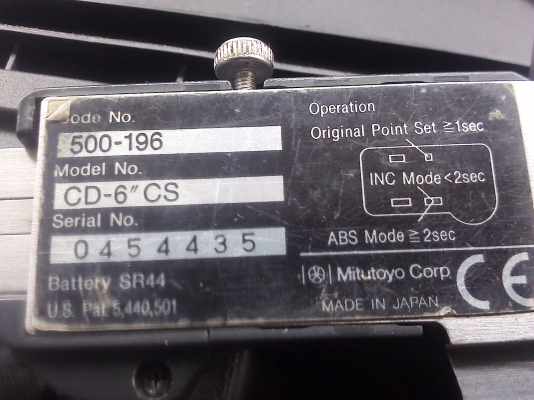 Code No.
500-196
Model No.
CD-6"CS
Serial No.
0454435
Battery SR44
U.S. Pat. 5,440,501
Operation
Original Point Set ≧1sec
INC Mode<2sec
ABS Mode≧2sec
Mitutoyo Corp.
MADE IN JAPAN
CE